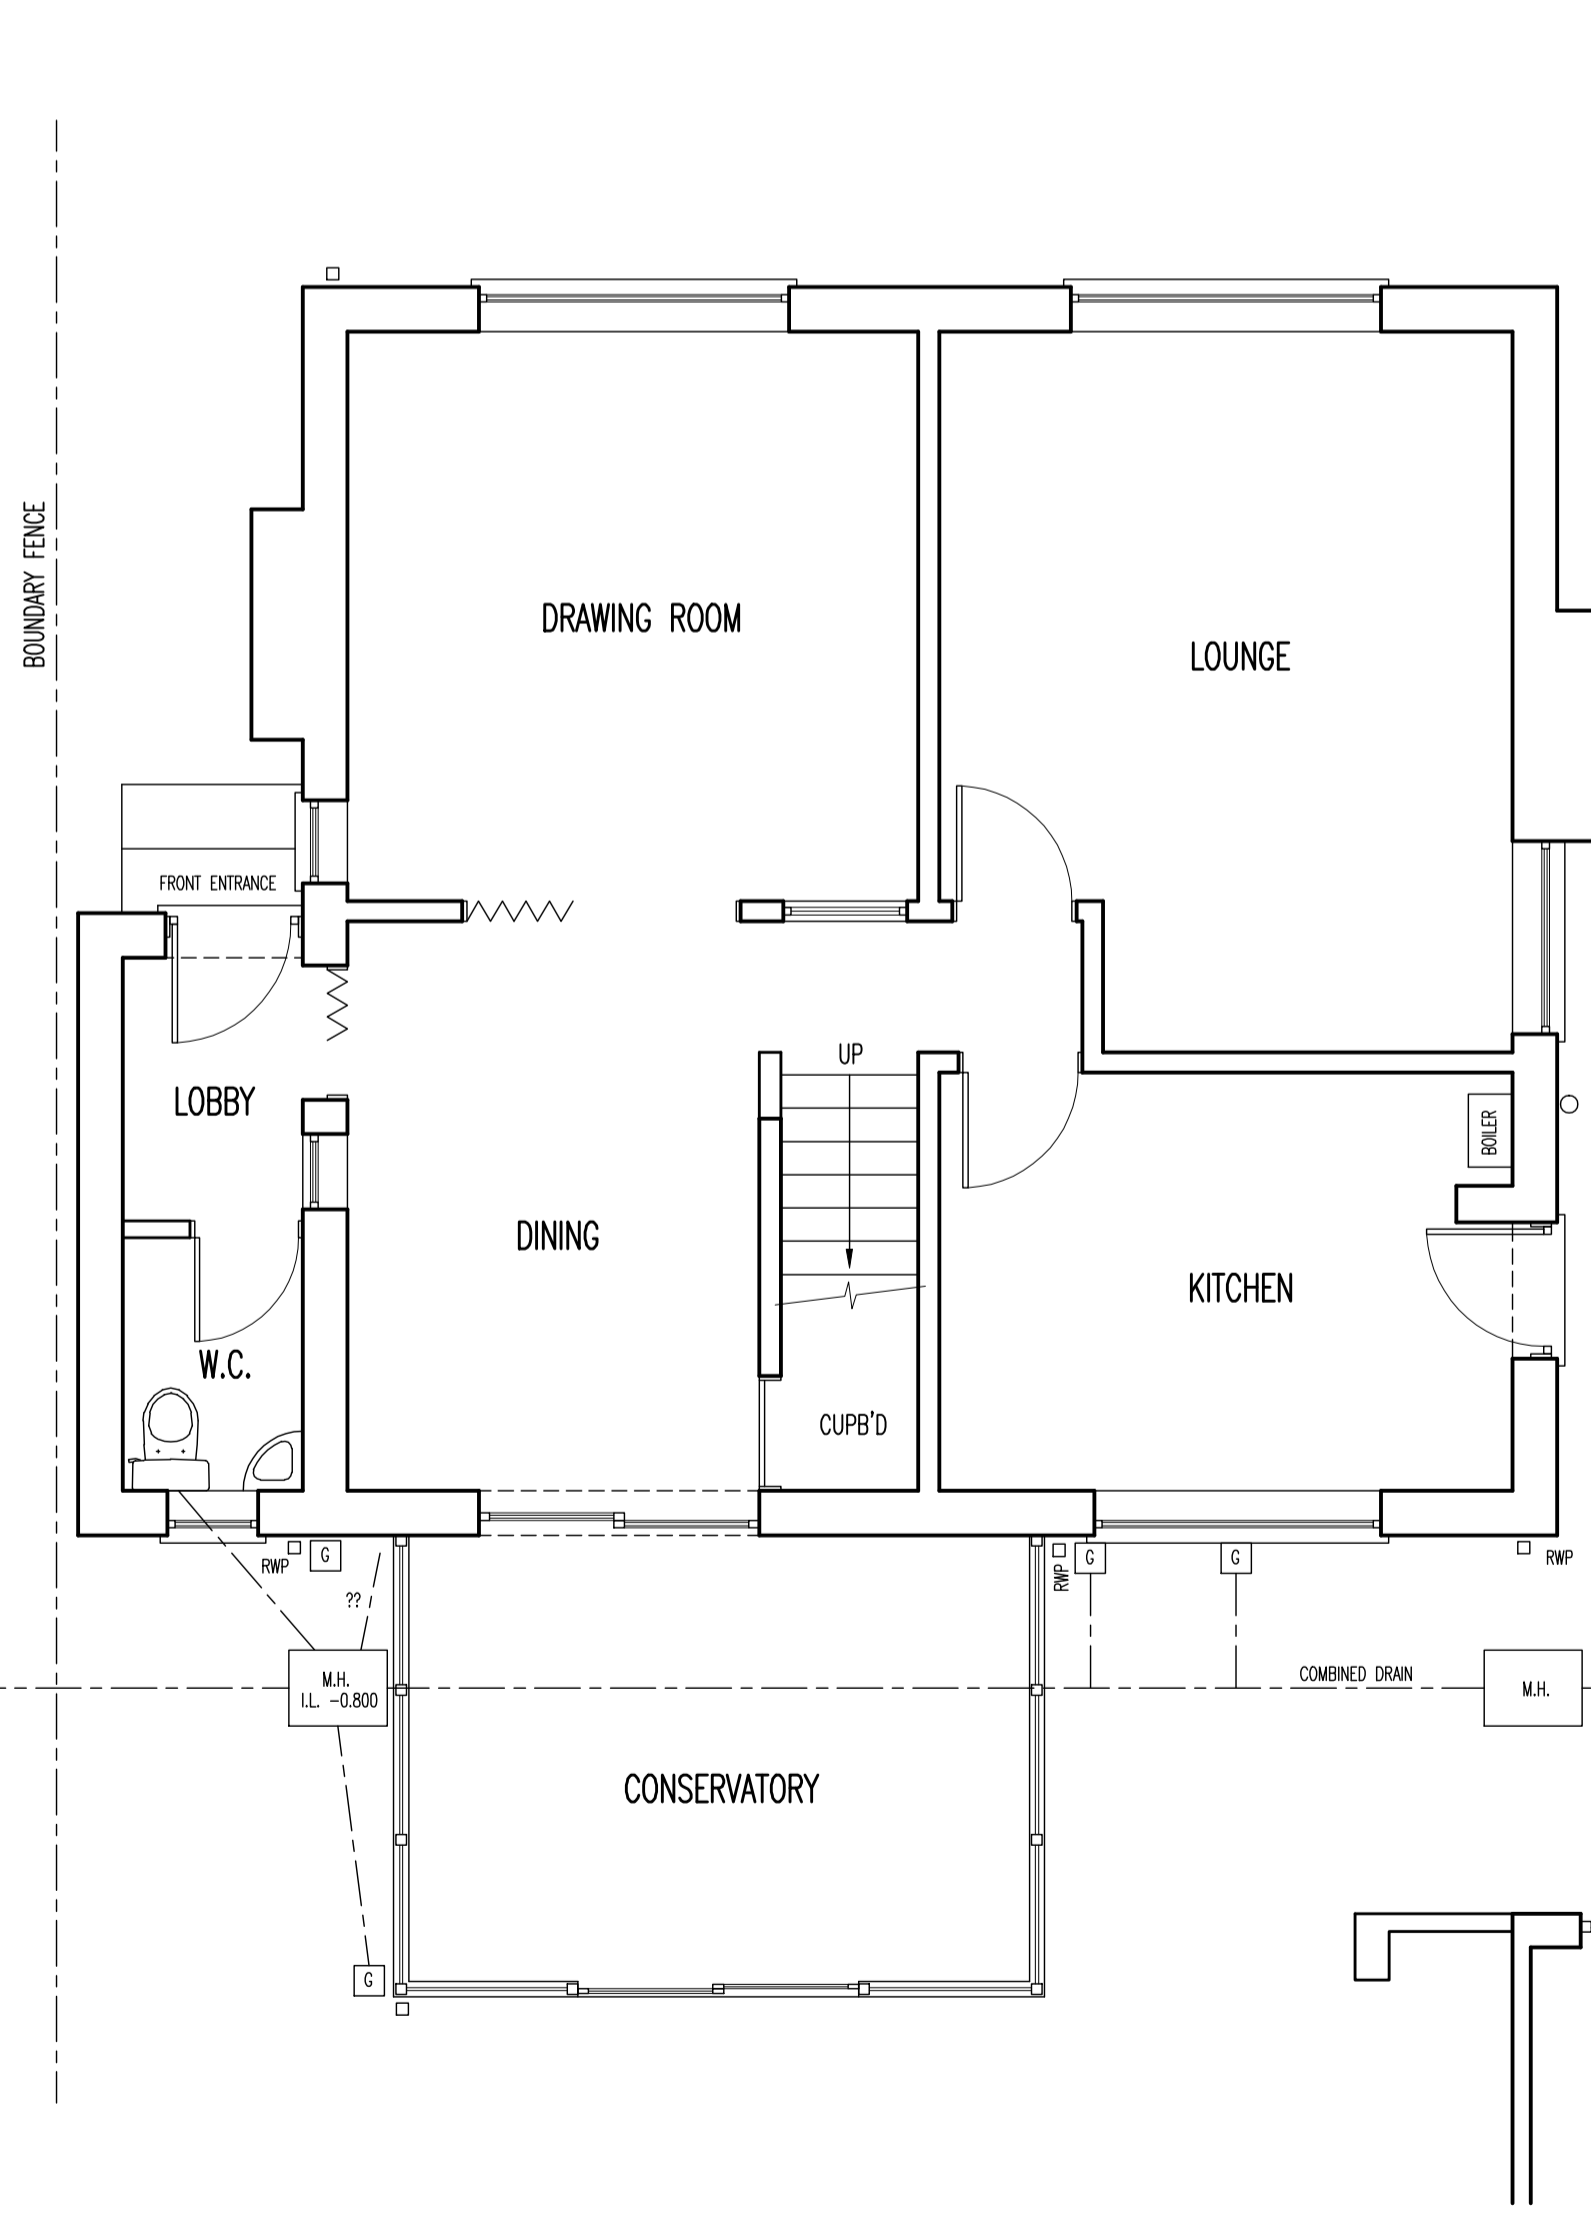 BOUNDARY FENCE
DRAWING ROOM
LOUNGE
FRONT ENTRANCE
UP
LOBBY
BOILER
DINING
KITCHEN
W.C.
CUPB'D
RWP
G
??
RWP
G
G
RWP
M.H.
I.L. -0.800
COMBINED DRAIN
M.H.
CONSERVATORY
G